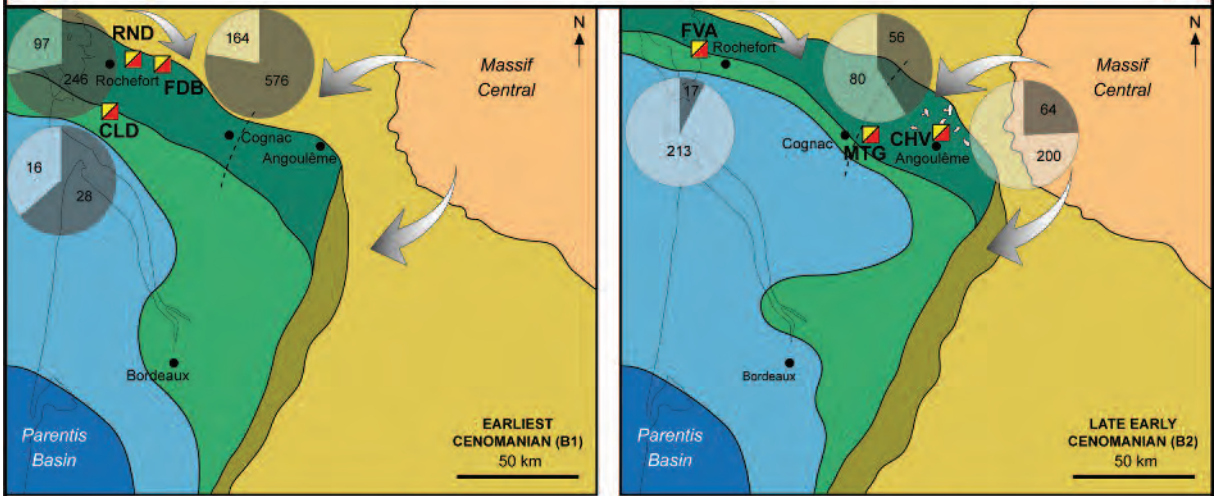 97
246
RND
Rochefort
FDB
164
576
Massif
Central
N
CLD
Cognac
Angoulême
16
28
Bordeaux
Parentis
Basin
EARLIEST
CENOMANIAN (B1)
50 km
FVA
Rochefort
56
80
Massif
Central
N
17
213
Cognac
MTG
CHV
Angoulême
64
200
Bordeaux
Parentis
Basin
LATE EARLY
CENOMANIAN (B2)
50 km